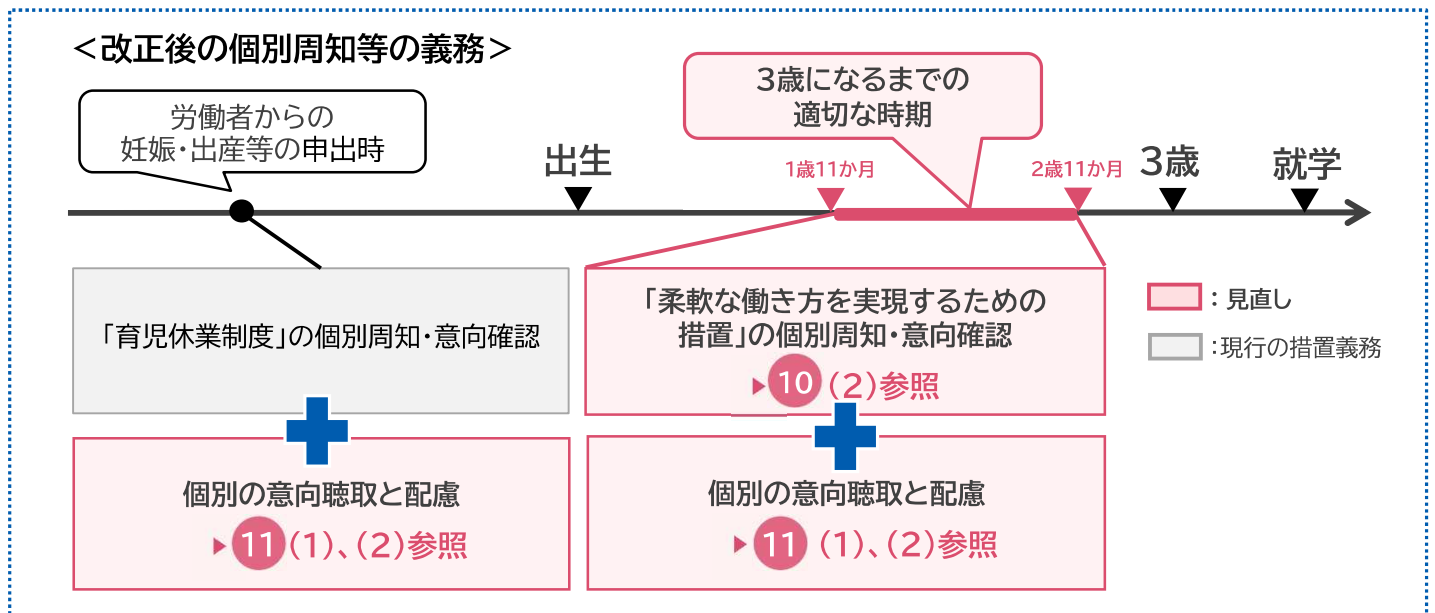 ＜改正後の個別周知等の義務＞
労働者からの
妊娠・出産等の申出時
3歳になるまでの
適切な時期
出生
1歳11か月
2歳11か月
3歳
就学
「育児休業制度」の個別周知・意向確認
「柔軟な働き方を実現するための
措置」の個別周知・意向確認
▶10（2）参照
：見直し
：現行の措置義務
個別の意向聴取と配慮
▶11（1）、（2）参照
個別の意向聴取と配慮
▶11（1）、（2）参照